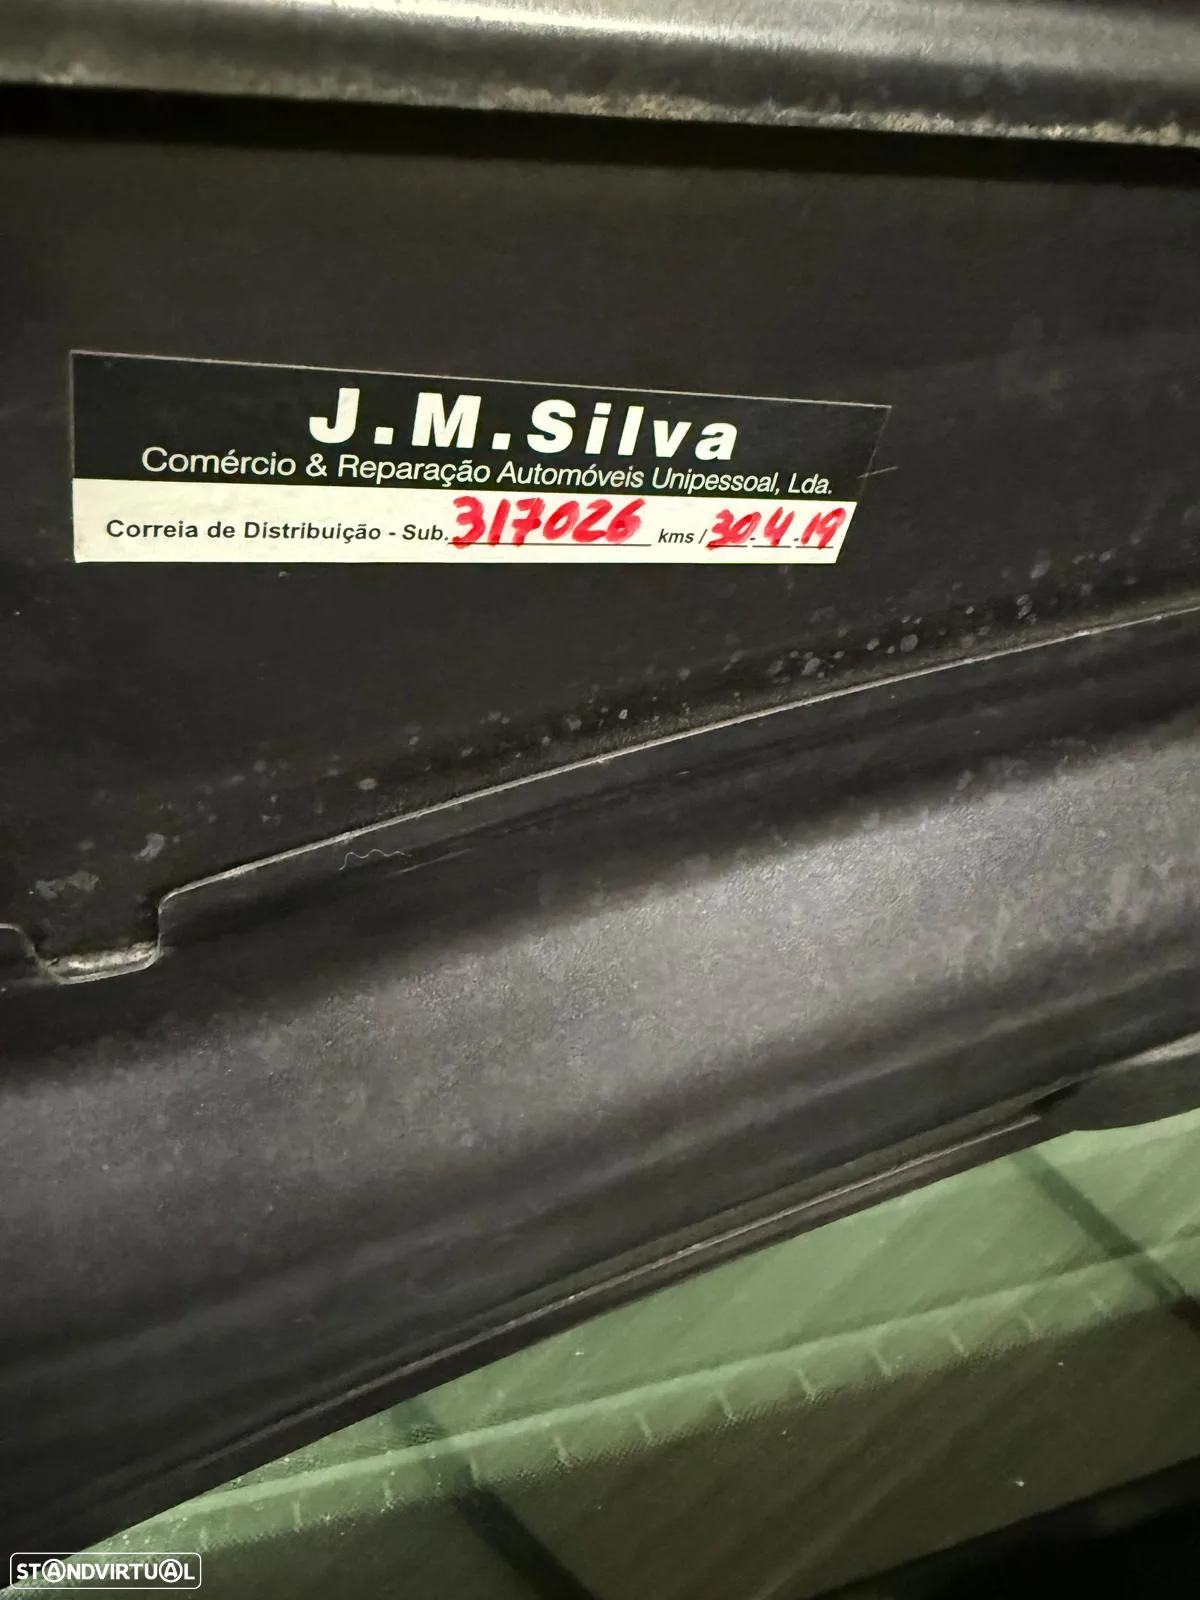 J.M.Silva
Comércio & Reparação Automóveis Unipessoal, Lda.
Correia de Distribuição - Sub. 317026 kms / 30.4.19
STANDVIRTUAL